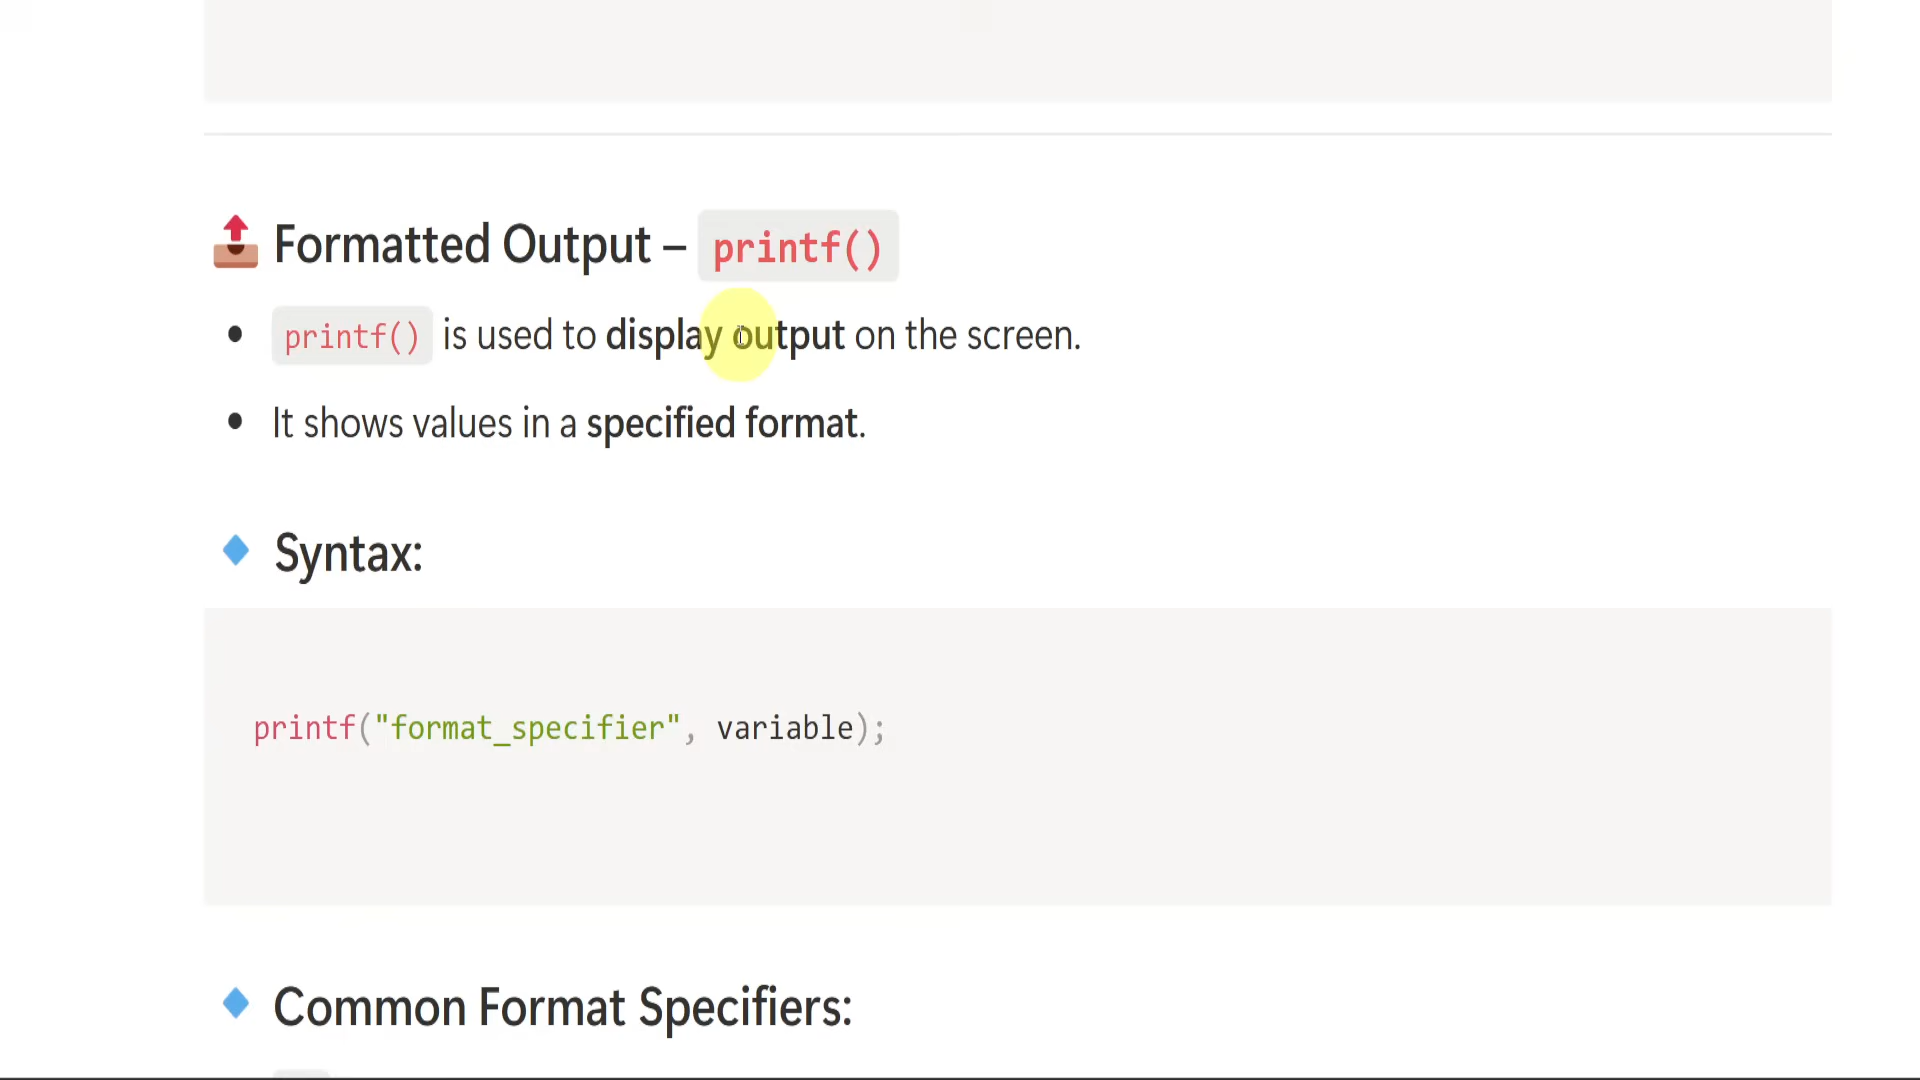 Formatted Output – printf()
• printf() is used to display output on the screen.
• It shows values in a specified format.
Syntax:
printf("format_specifier", variable);
Common Format Specifiers: